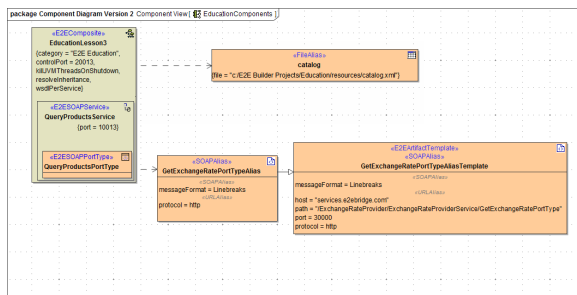 package Component Diagram Version 2 Component View[ EducationComponents ]
«E2EComposite»
EducationLesson3
{category = "E2E Education",
controlPort = 20013,
killJVMThreadsOnShutdown,
resolveInheritance,
wsdlPerService}
«E2ESOAPService»
QueryProductsService
{port = 10013}
«E2ESOAPPortType»
QueryProductsPortType
«FileAlias»
catalog
{file = "c:/E2E Builder Projects/Education/resources/catalog.xml"}
«SOAPAlias»
GetExchangeRatePortTypeAlias
«SOAPAlias»
messageFormat = Linebreaks
«URLAlias»
protocol = http
«E2EArtifactTemplate»
«SOAPAlias»
GetExchangeRatePortTypeAliasTemplate
«SOAPAlias»
messageFormat = Linebreaks
«URLAlias»
host = "services.e2ebridge.com"
path = "/ExchangeRateProvider/ExchangeRateProviderService/GetExchangeRatePortType"
port = 30000
protocol = http